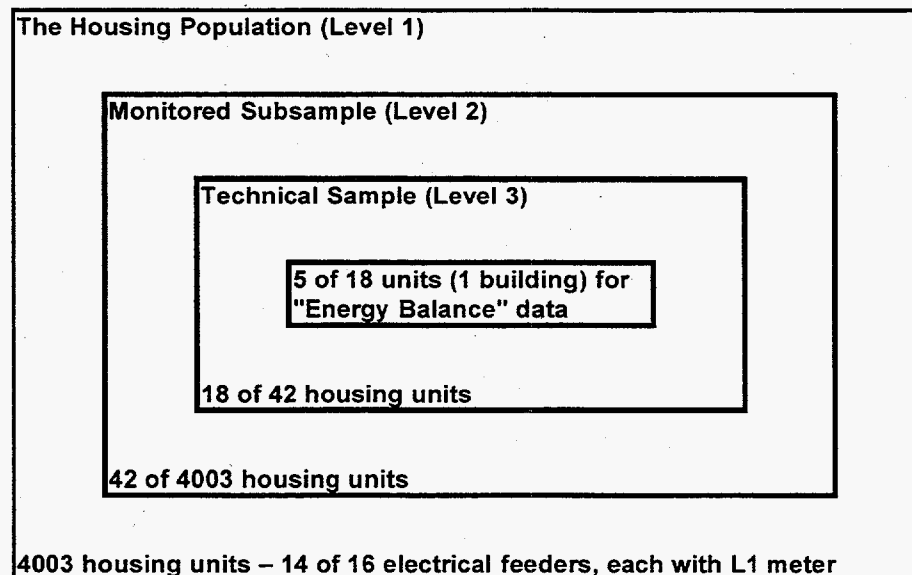 The Housing Population (Level 1)
Monitored Subsample (Level 2)
Technical Sample (Level 3)
5 of 18 units (1 building) for
"Energy Balance" data
18 of 42 housing units
42 of 4003 housing units
4003 housing units – 14 of 16 electrical feeders, each with L1 meter